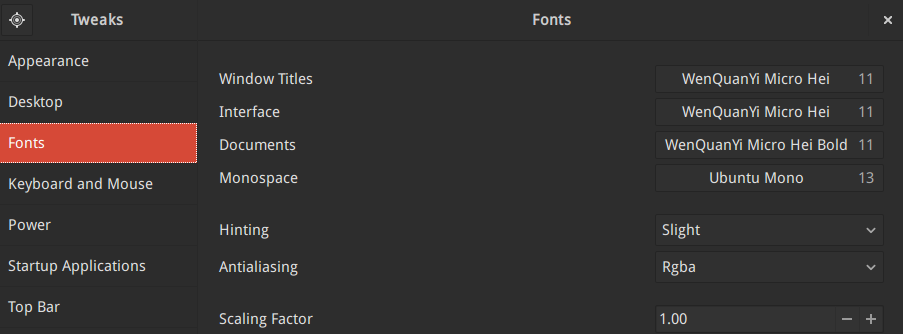 Tweaks
Fonts
Appearance
Desktop
Fonts
Keyboard and Mouse
Power
Startup Applications
Top Bar
Window Titles WenQuanYi Micro Hei 11
Interface WenQuanYi Micro Hei 11
Documents WenQuanYi Micro Hei Bold 11
Monospace Ubuntu Mono 13
Hinting Slight
Antialiasing Rgba
Scaling Factor 1.00